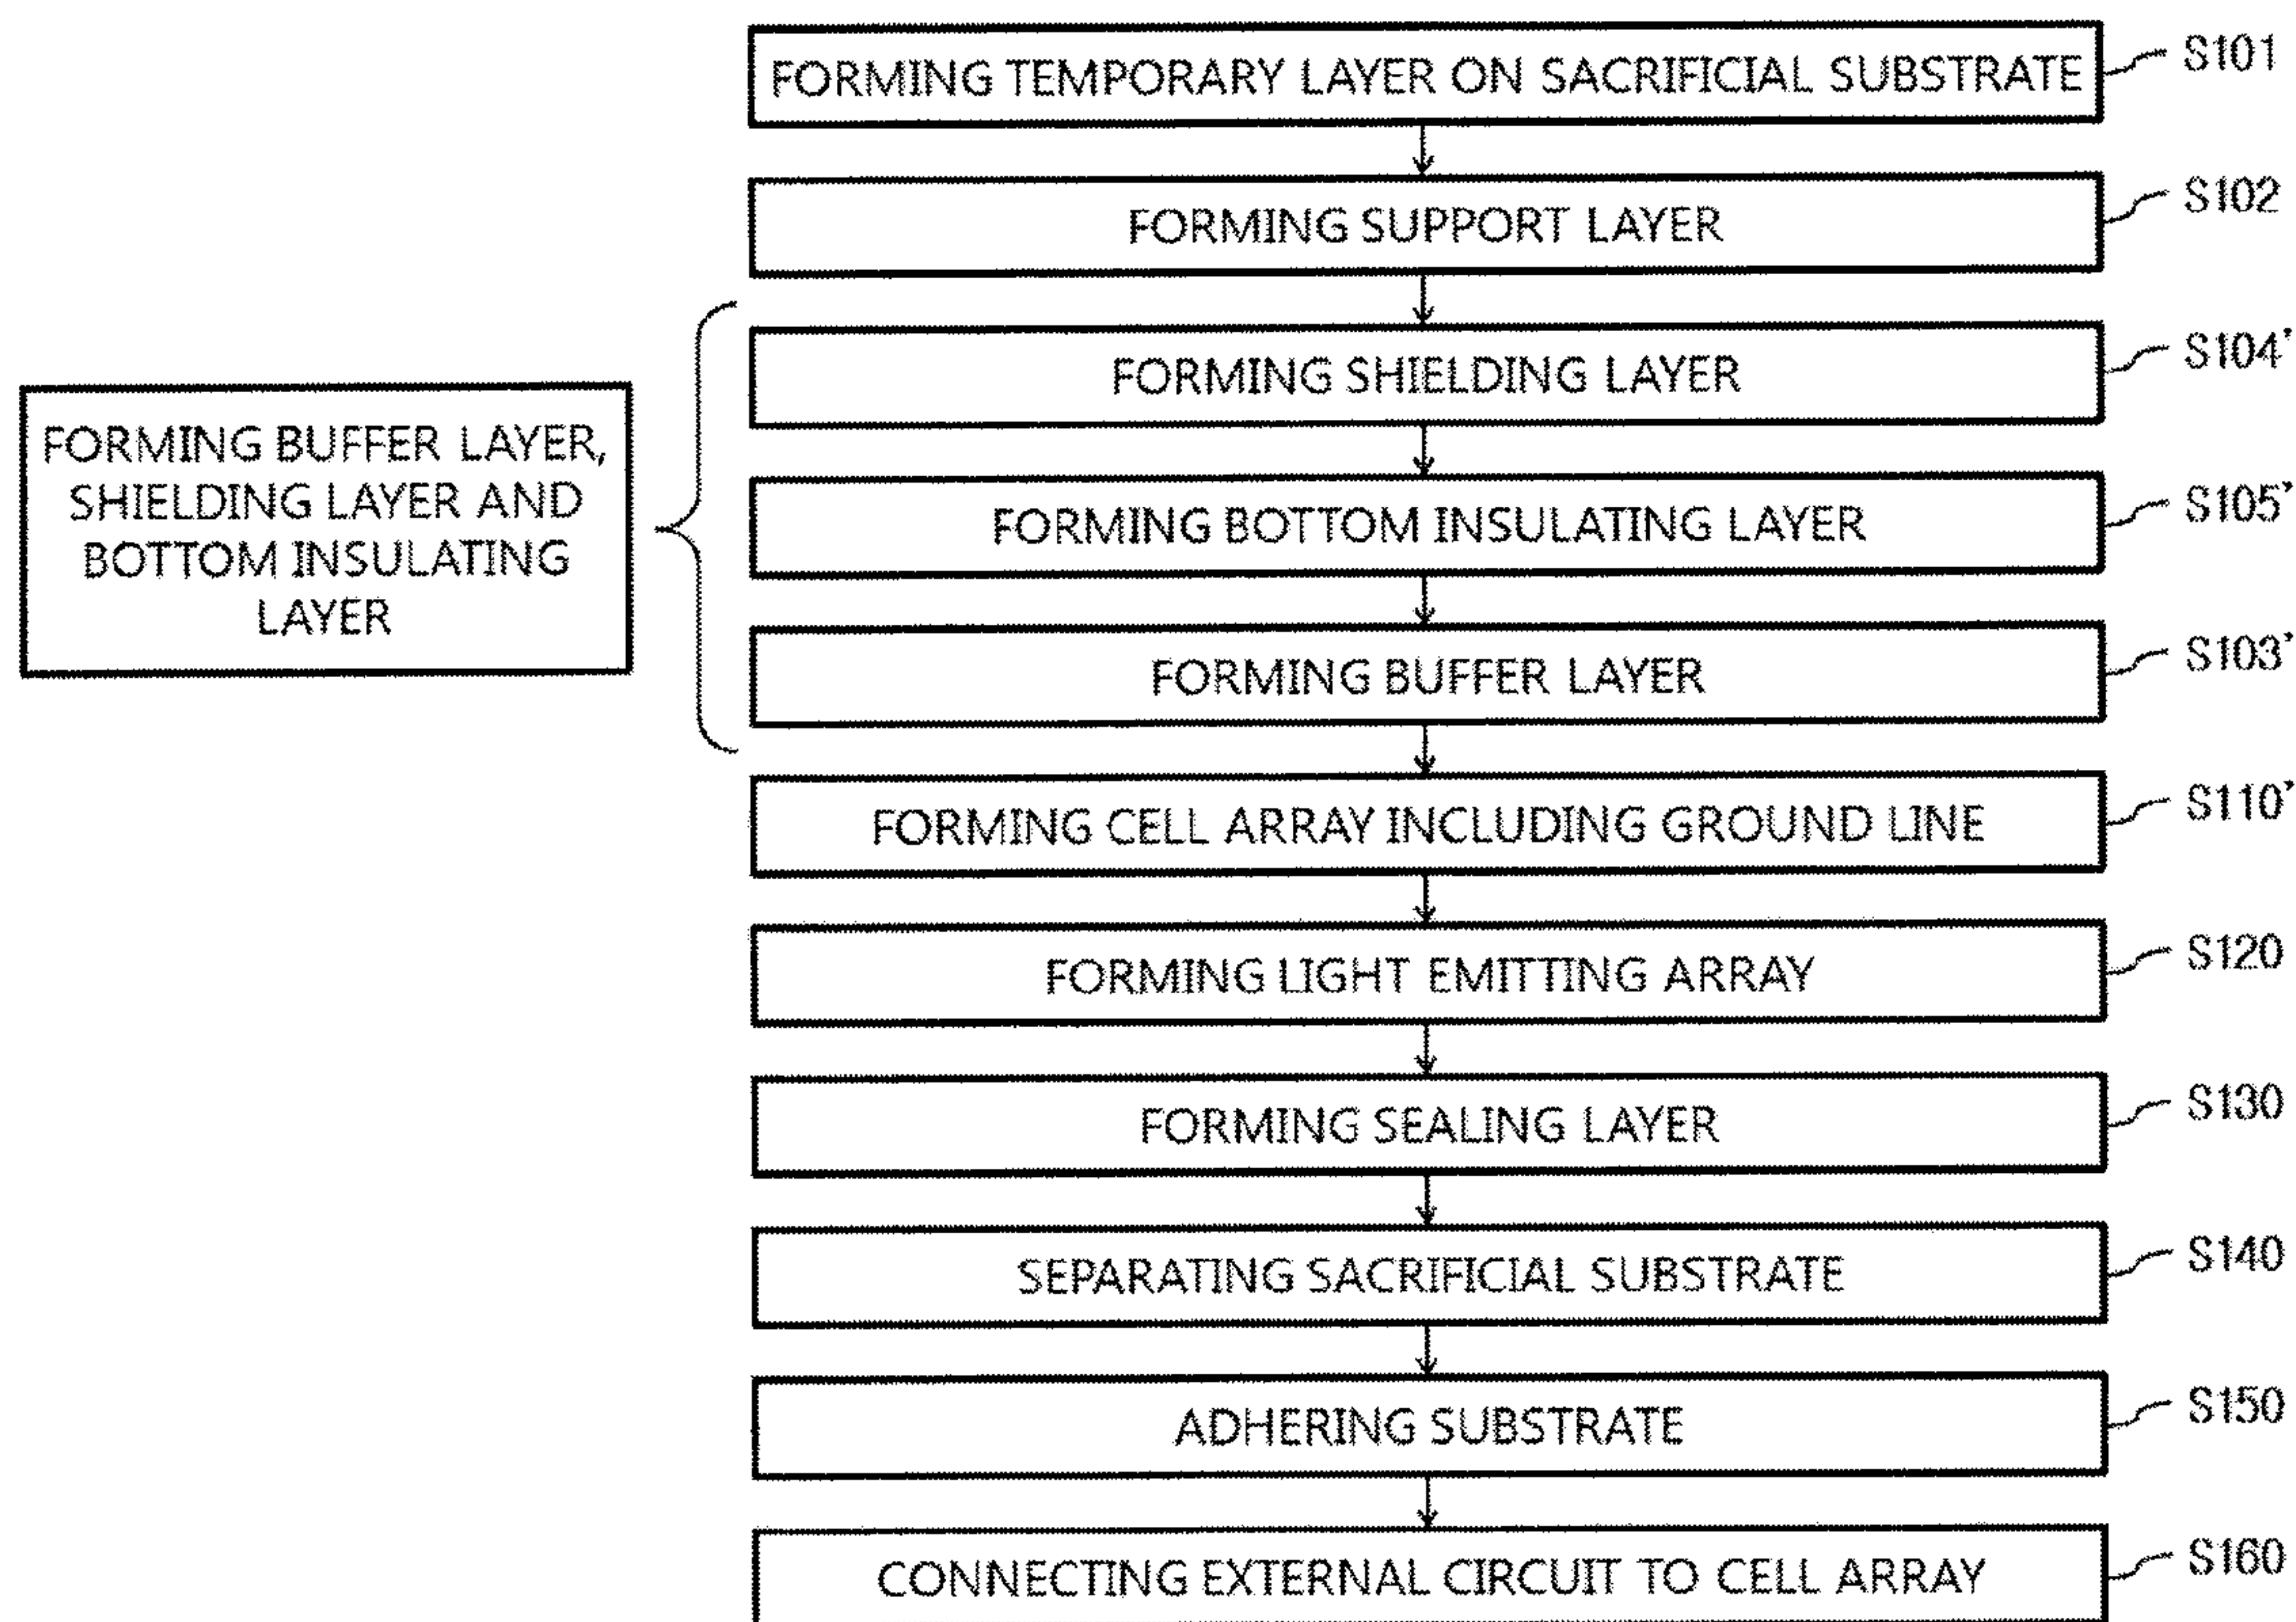 FORMING TEMPORARY LAYER ON SACRIFICIAL SUBSTRATE S101
FORMING SUPPORT LAYER S102
FORMING SHIELDING LAYER S104'
FORMING BUFFER LAYER,
SHIELDING LAYER AND
BOTTOM INSULATING
LAYER
FORMING BOTTOM INSULATING LAYER S105'
FORMING BUFFER LAYER S103'
FORMING CELL ARRAY INCLUDING GROUND LINE S110'
FORMING LIGHT EMITTING ARRAY S120
FORMING SEALING LAYER S130
SEPARATING SACRIFICIAL SUBSTRATE S140
ADHERING SUBSTRATE S150
CONNECTING EXTERNAL CIRCUIT TO CELL ARRAY S160